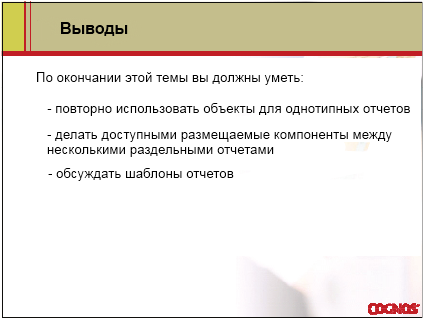 Выводы
По окончании этой темы вы должны уметь:
- повторно использовать объекты для однотипных отчетов
- делать доступными размещаемые компоненты между
несколькими раздельными отчетами
- обсуждать шаблоны отчетов
COGNOS